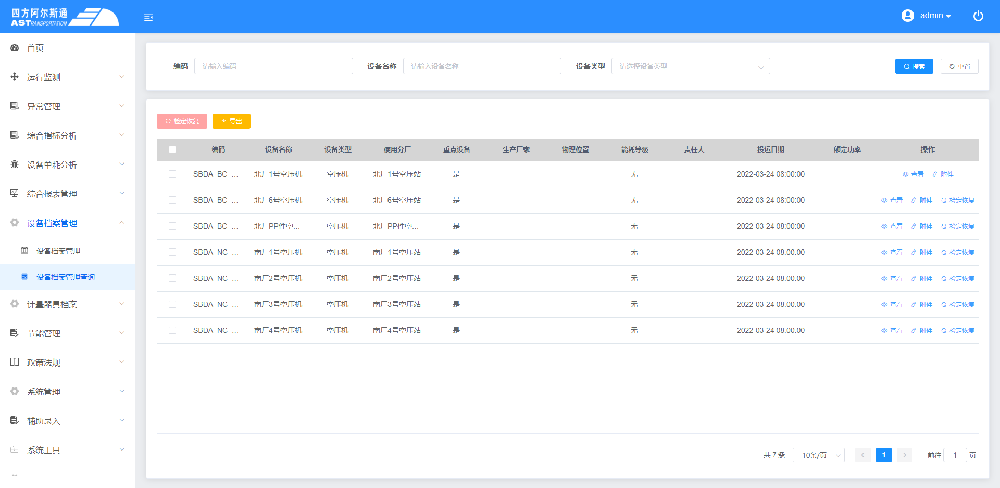 四方阿尔斯通
ASTRANSPORTATION
admin
首页
运行监测
异常管理
综合指标分析
设备单耗分析
综合报表管理
设备档案管理
设备档案管理
设备档案管理查询
计量器具档案
节能管理
政策法规
系统管理
辅助录入
系统工具
编码 请输入编码 设备名称 请输入设备名称 设备类型 请选择设备类型 搜索 重置
检定恢复 导出
编码 设备名称 设备类型 使用分厂 重点设备 生产厂家 物理位置 能耗等级 责任人 投运日期 额定功率 操作
SBDA_BC_... 北厂1号空压机 空压机 北厂1号空压站 是 无 2022-03-24 08:00:00 查看 附件
SBDA_BC_... 北厂6号空压机 空压机 北厂6号空压站 是 无 2022-03-24 08:00:00 查看 附件 检定恢复
SBDA_BC_... 北厂PP件空... 空压机 北厂PP件空... 是 无 2022-03-24 08:00:00 查看 附件 检定恢复
SBDA_NC_... 南厂1号空压机 空压机 南厂1号空压站 是 无 2022-03-24 08:00:00 查看 附件 检定恢复
SBDA_NC_... 南厂2号空压机 空压机 南厂2号空压站 是 无 2022-03-24 08:00:00 查看 附件 检定恢复
SBDA_NC_... 南厂3号空压机 空压机 南厂3号空压站 是 无 2022-03-24 08:00:00 查看 附件 检定恢复
SBDA_NC_... 南厂4号空压机 空压机 南厂4号空压站 是 无 2022-03-24 08:00:00 查看 附件 检定恢复
共 7 条 10条/页 1 前往 1 页